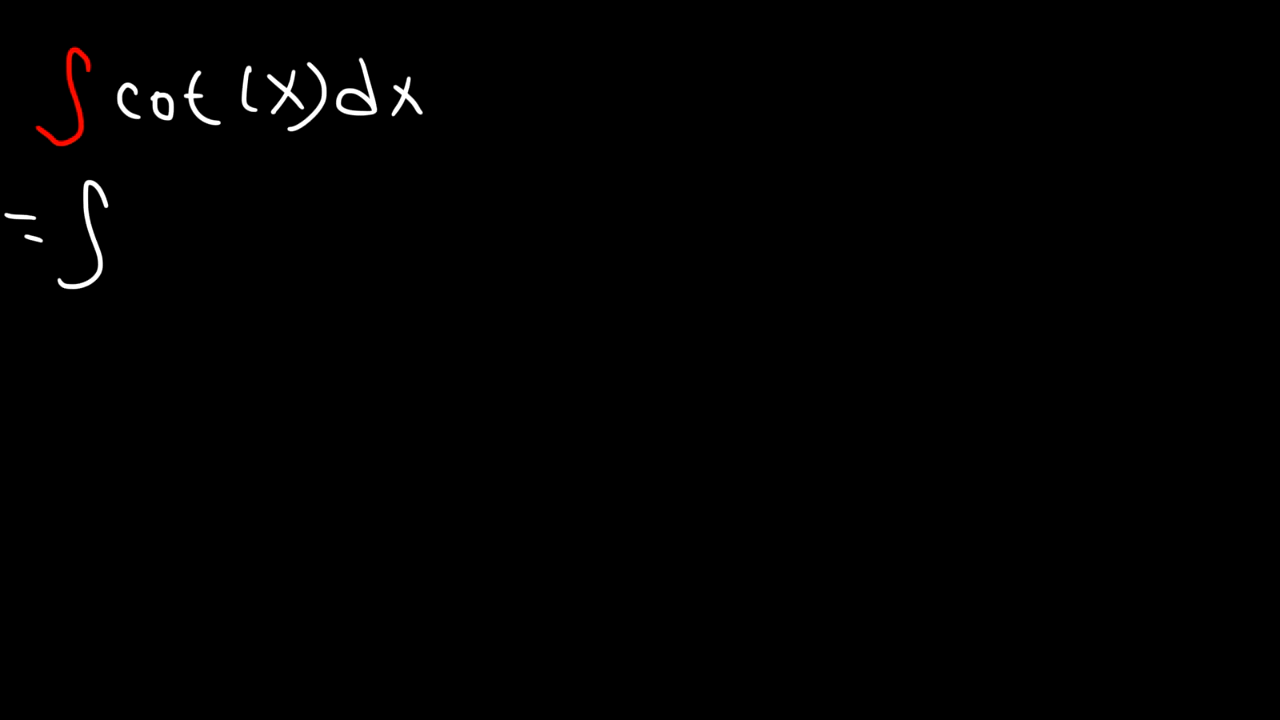 ∫ cot (x) dx
= ∫